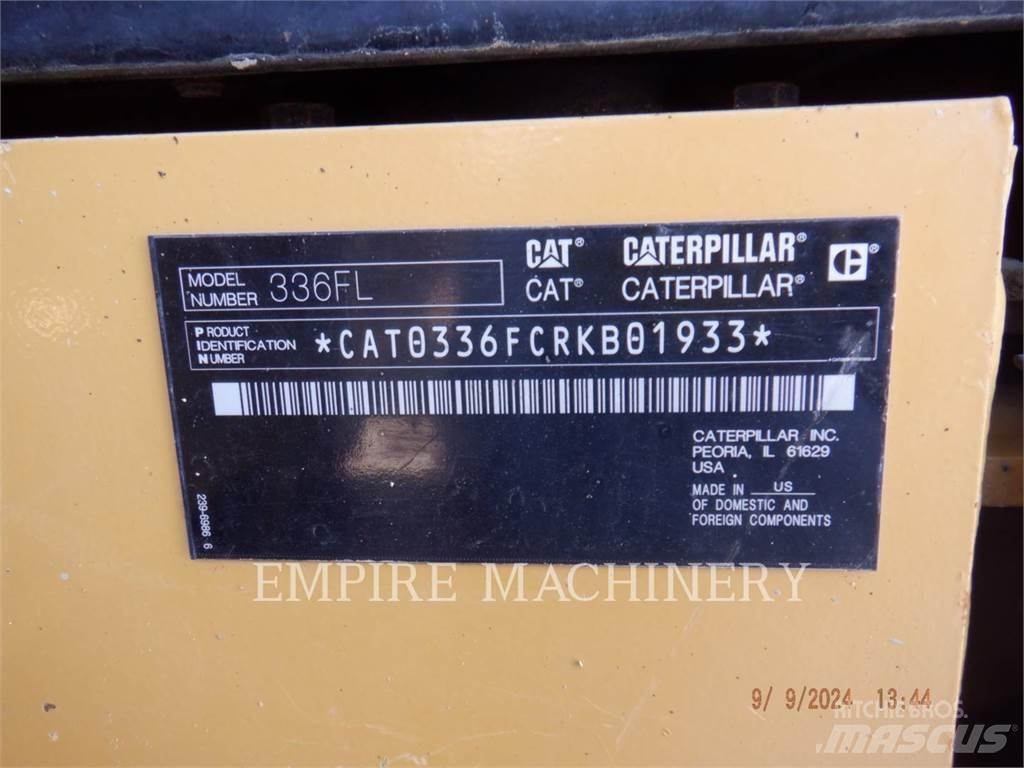 CAT® CATERPILLAR® C®
CAT® CATERPILLAR®
MODEL NUMBER 336FL
PRODUCT IDENTIFICATION NUMBER *CAT0336FCRKB01933*
CATERPILLAR INC.
PEORIA, IL 61629
USA
MADE IN US
OF DOMESTIC AND
FOREIGN COMPONENTS
239-6986 6
EMPIRE MACHINERY
9/ 9/2024 13:44
RITCHIE BROS.
MASCUS